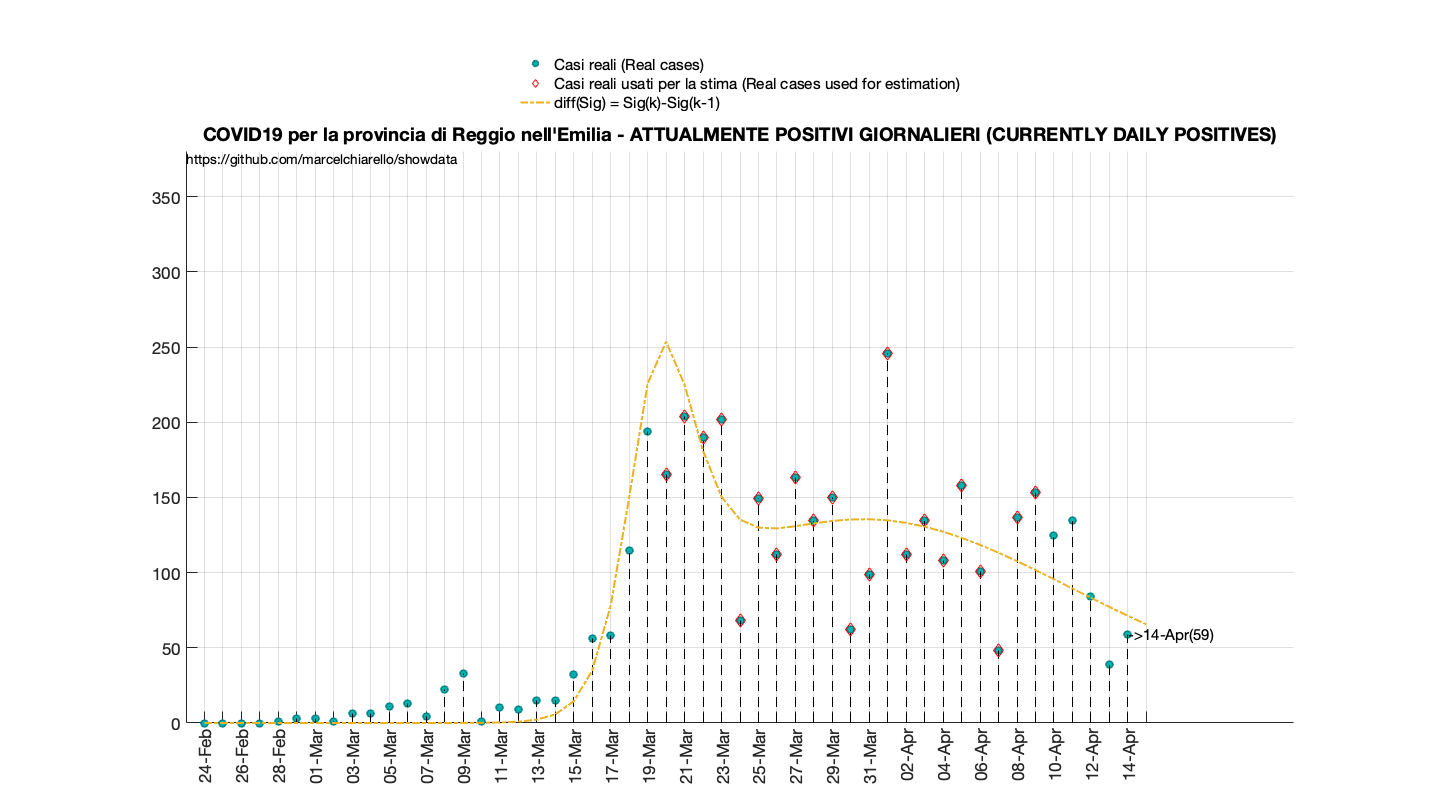 Casi reali (Real cases)
Casi reali usati per la stima (Real cases used for estimation)
diff(Sig) = Sig(k)-Sig(k-1)
COVID19 per la provincia di Reggio nell'Emilia - ATTUALMENTE POSITIVI GIORNALIERI (CURRENTLY DAILY POSITIVES)
https://github.com/marcelchiarello/showdata
350
300
250
200
150
100
50
0
->14-Apr(59)
24-Feb
26-Feb
28-Feb
01-Mar
03-Mar
05-Mar
07-Mar
09-Mar
11-Mar
13-Mar
15-Mar
17-Mar
19-Mar
21-Mar
23-Mar
25-Mar
27-Mar
29-Mar
31-Mar
02-Apr
04-Apr
06-Apr
08-Apr
10-Apr
12-Apr
14-Apr